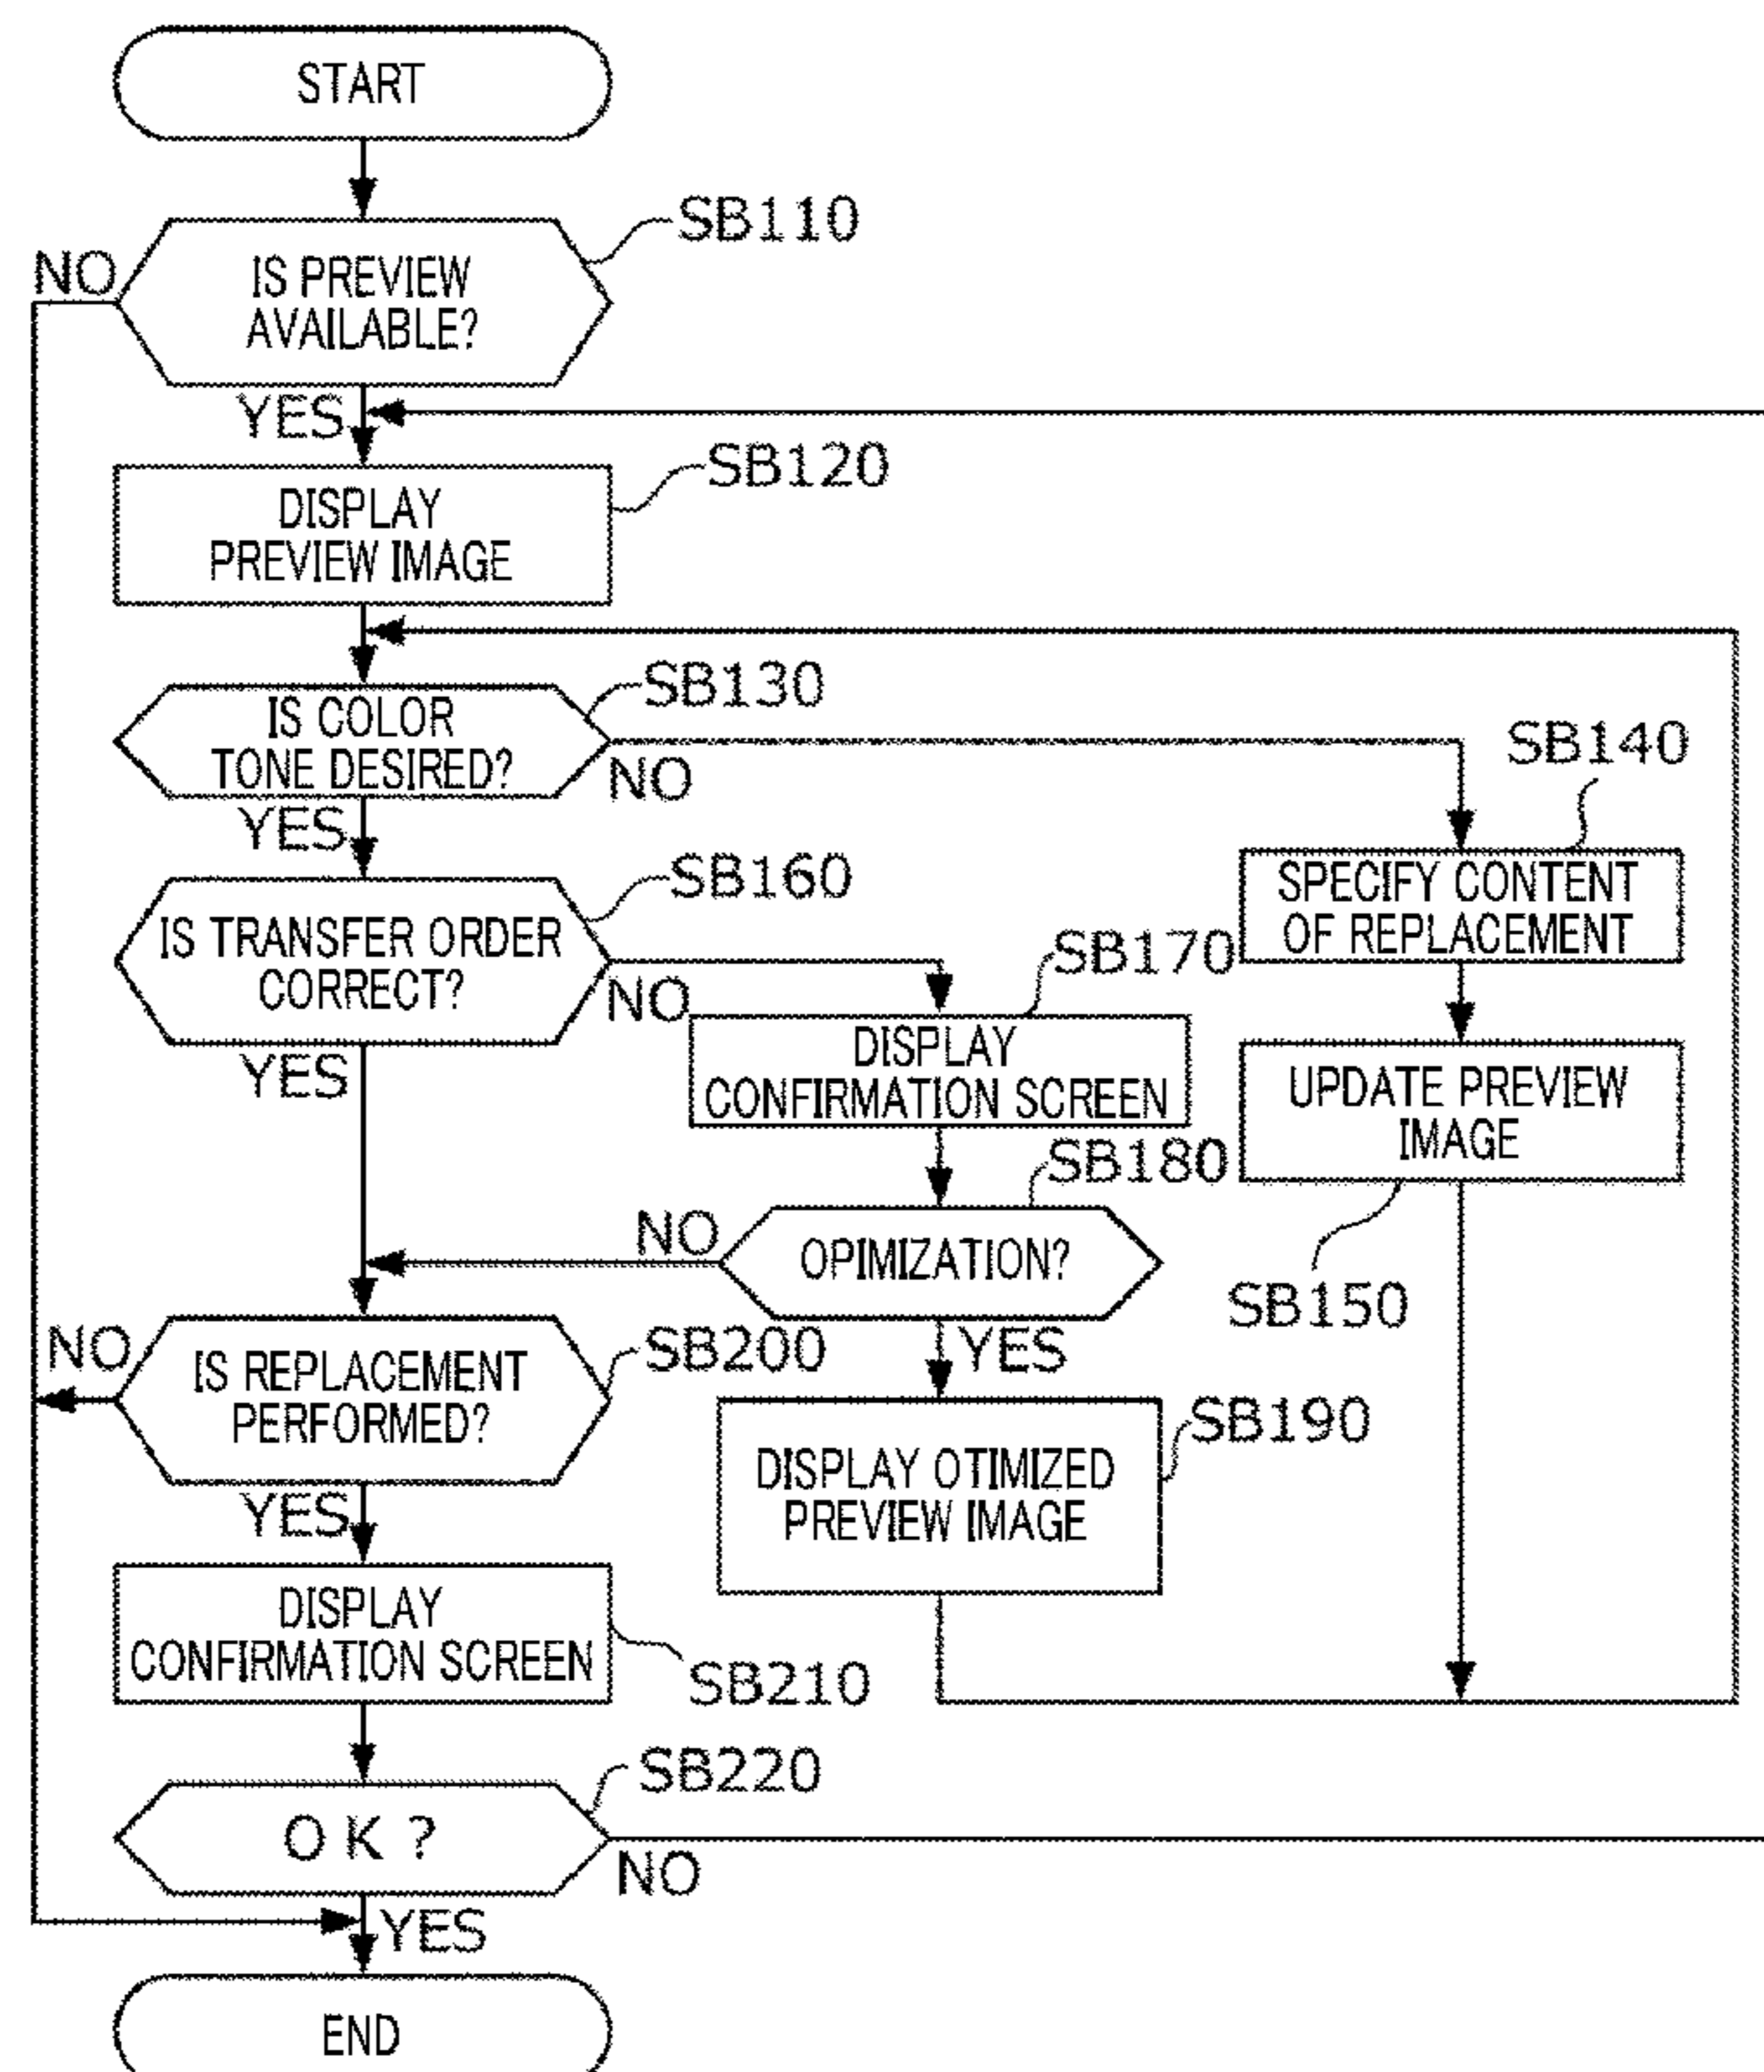 START
SB110
NO
IS PREVIEW
AVAILABLE?
YES
SB120
DISPLAY
PREVIEW IMAGE
SB130
IS COLOR
TONE DESIRED?
NO
YES
SB140
SPECIFY CONTENT
OF REPLACEMENT
SB160
IS TRANSFER ORDER
CORRECT?
NO
YES
SB170
DISPLAY
CONFIRMATION SCREEN
UPDATE PREVIEW
IMAGE
SB150
SB180
NO
OPIMIZATION?
YES
SB200
NO
IS REPLACEMENT
PERFORMED?
YES
SB190
DISPLAY OTIMIZED
PREVIEW IMAGE
DISPLAY
CONFIRMATION SCREEN
SB210
SB220
OK?
NO
YES
END